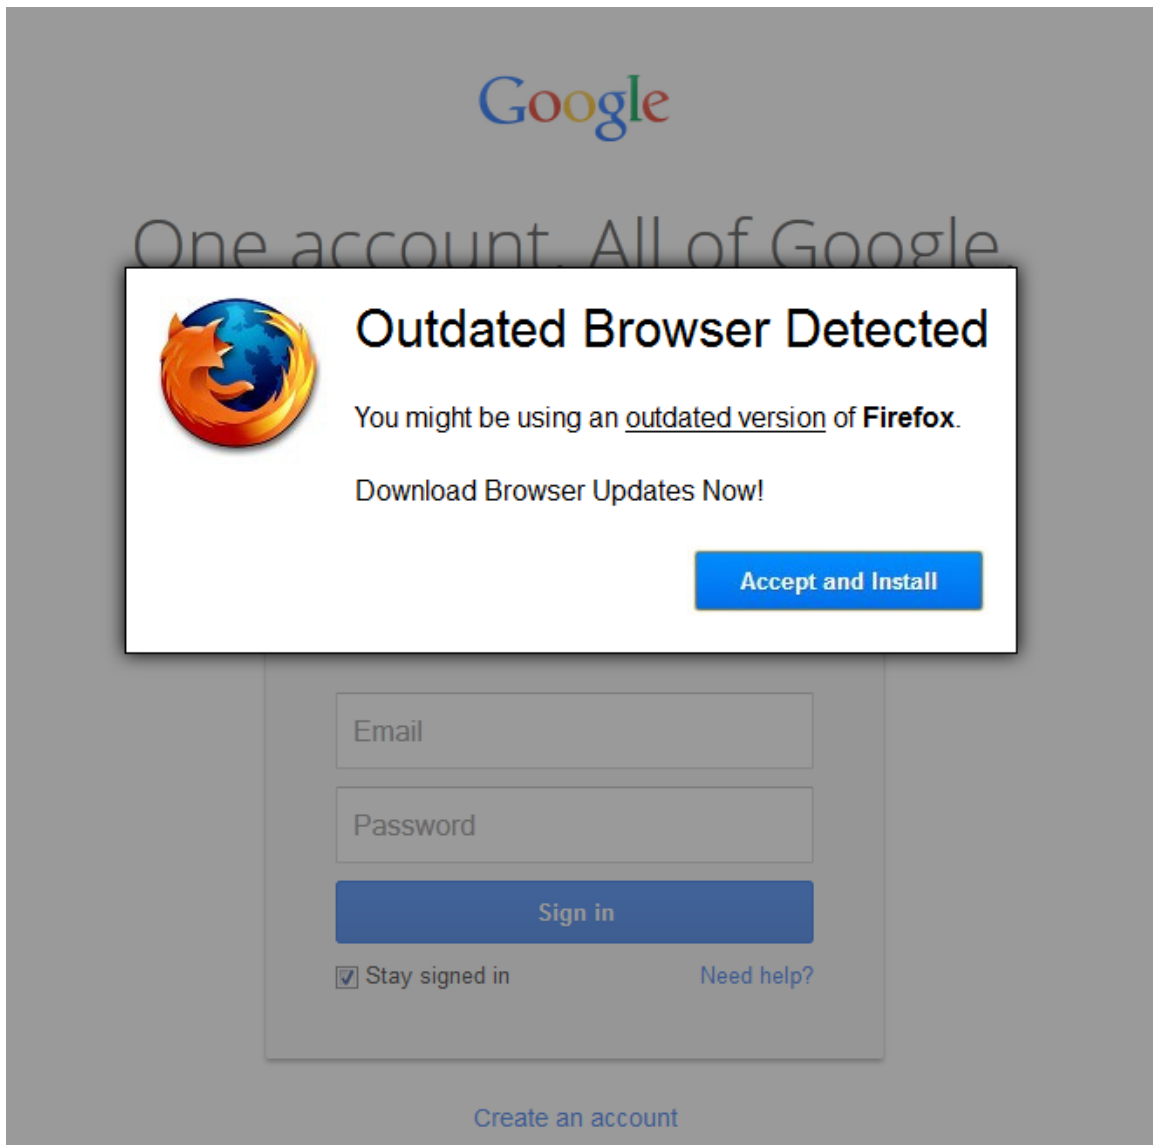 Google
One account. All of Google.
Outdated Browser Detected
You might be using an outdated version of Firefox.
Download Browser Updates Now!
Accept and Install
Email
Password
Sign in
Stay signed in
Need help?
Create an account